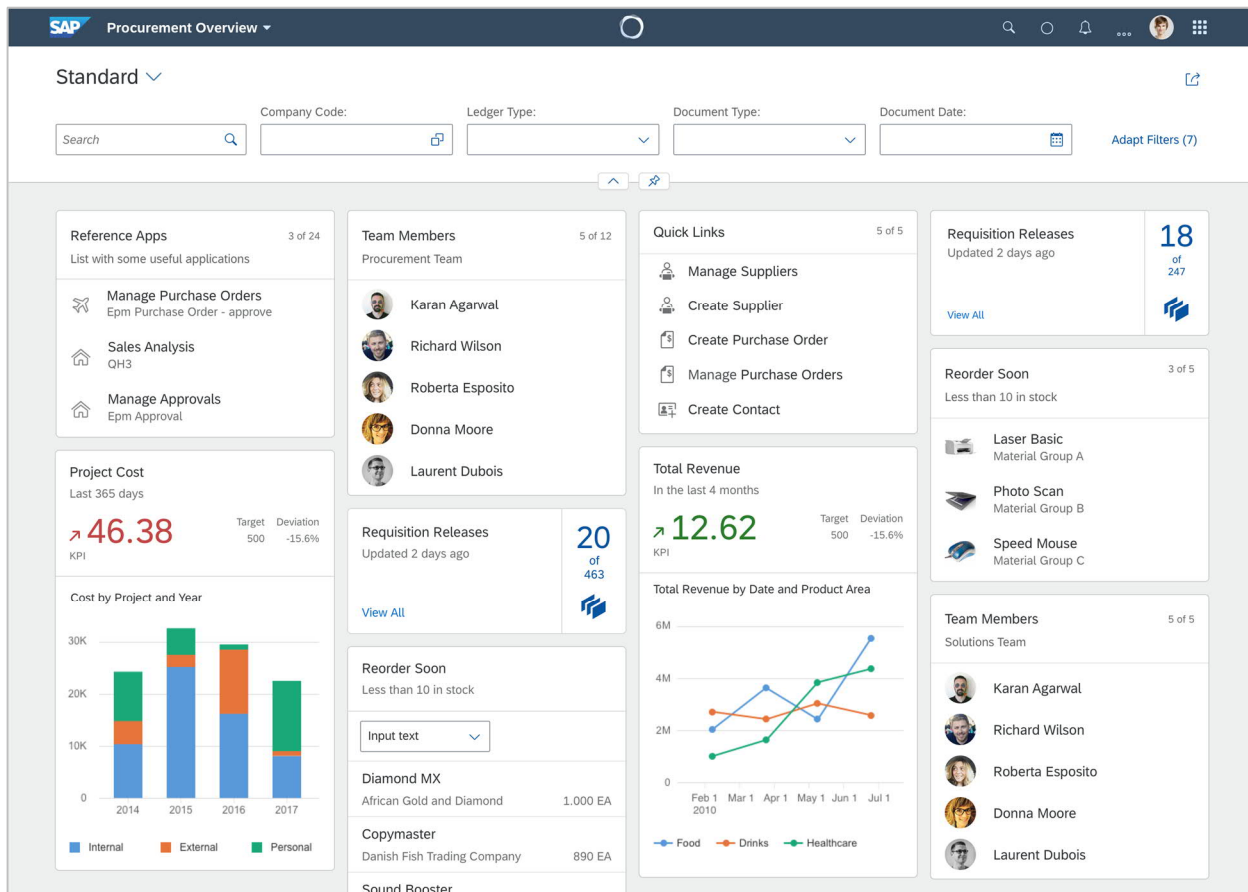 SAP Procurement Overview
Standard
Company Code: Ledger Type: Document Type: Document Date:
Search
Adapt Filters (7)
Reference Apps 3 of 24
List with some useful applications
Manage Purchase Orders
Epm Purchase Order - approve
Sales Analysis
QH3
Manage Approvals
Epm Approval
Project Cost
Last 365 days
46.38
KPI
Target Deviation
500 -15.6%
Cost by Project and Year
30K
20K
10K
0
2014 2015 2016 2017
Internal External Personal
Team Members 5 of 12
Procurement Team
Karan Agarwal
Richard Wilson
Roberta Esposito
Donna Moore
Laurent Dubois
Requisition Releases
Updated 2 days ago
View All
20
of
463
Reorder Soon
Less than 10 in stock
Input text
Diamond MX
African Gold and Diamond 1.000 EA
Copymaster
Danish Fish Trading Company 890 EA
Sound Booster
Quick Links 5 of 5
Manage Suppliers
Create Supplier
Create Purchase Order
Manage Purchase Orders
Create Contact
Total Revenue
In the last 4 months
12.62
KPI
Target Deviation
500 -15.6%
Total Revenue by Date and Product Area
6M
4M
2M
0
Feb 1 Mar 1 Apr 1 May 1 Jun 1 Jul 1
2010
Food Drinks Healthcare
Requisition Releases
Updated 2 days ago
View All
18
of
247
Reorder Soon 3 of 5
Less than 10 in stock
Laser Basic
Material Group A
Photo Scan
Material Group B
Speed Mouse
Material Group C
Team Members 5 of 5
Solutions Team
Karan Agarwal
Richard Wilson
Roberta Esposito
Donna Moore
Laurent Dubois